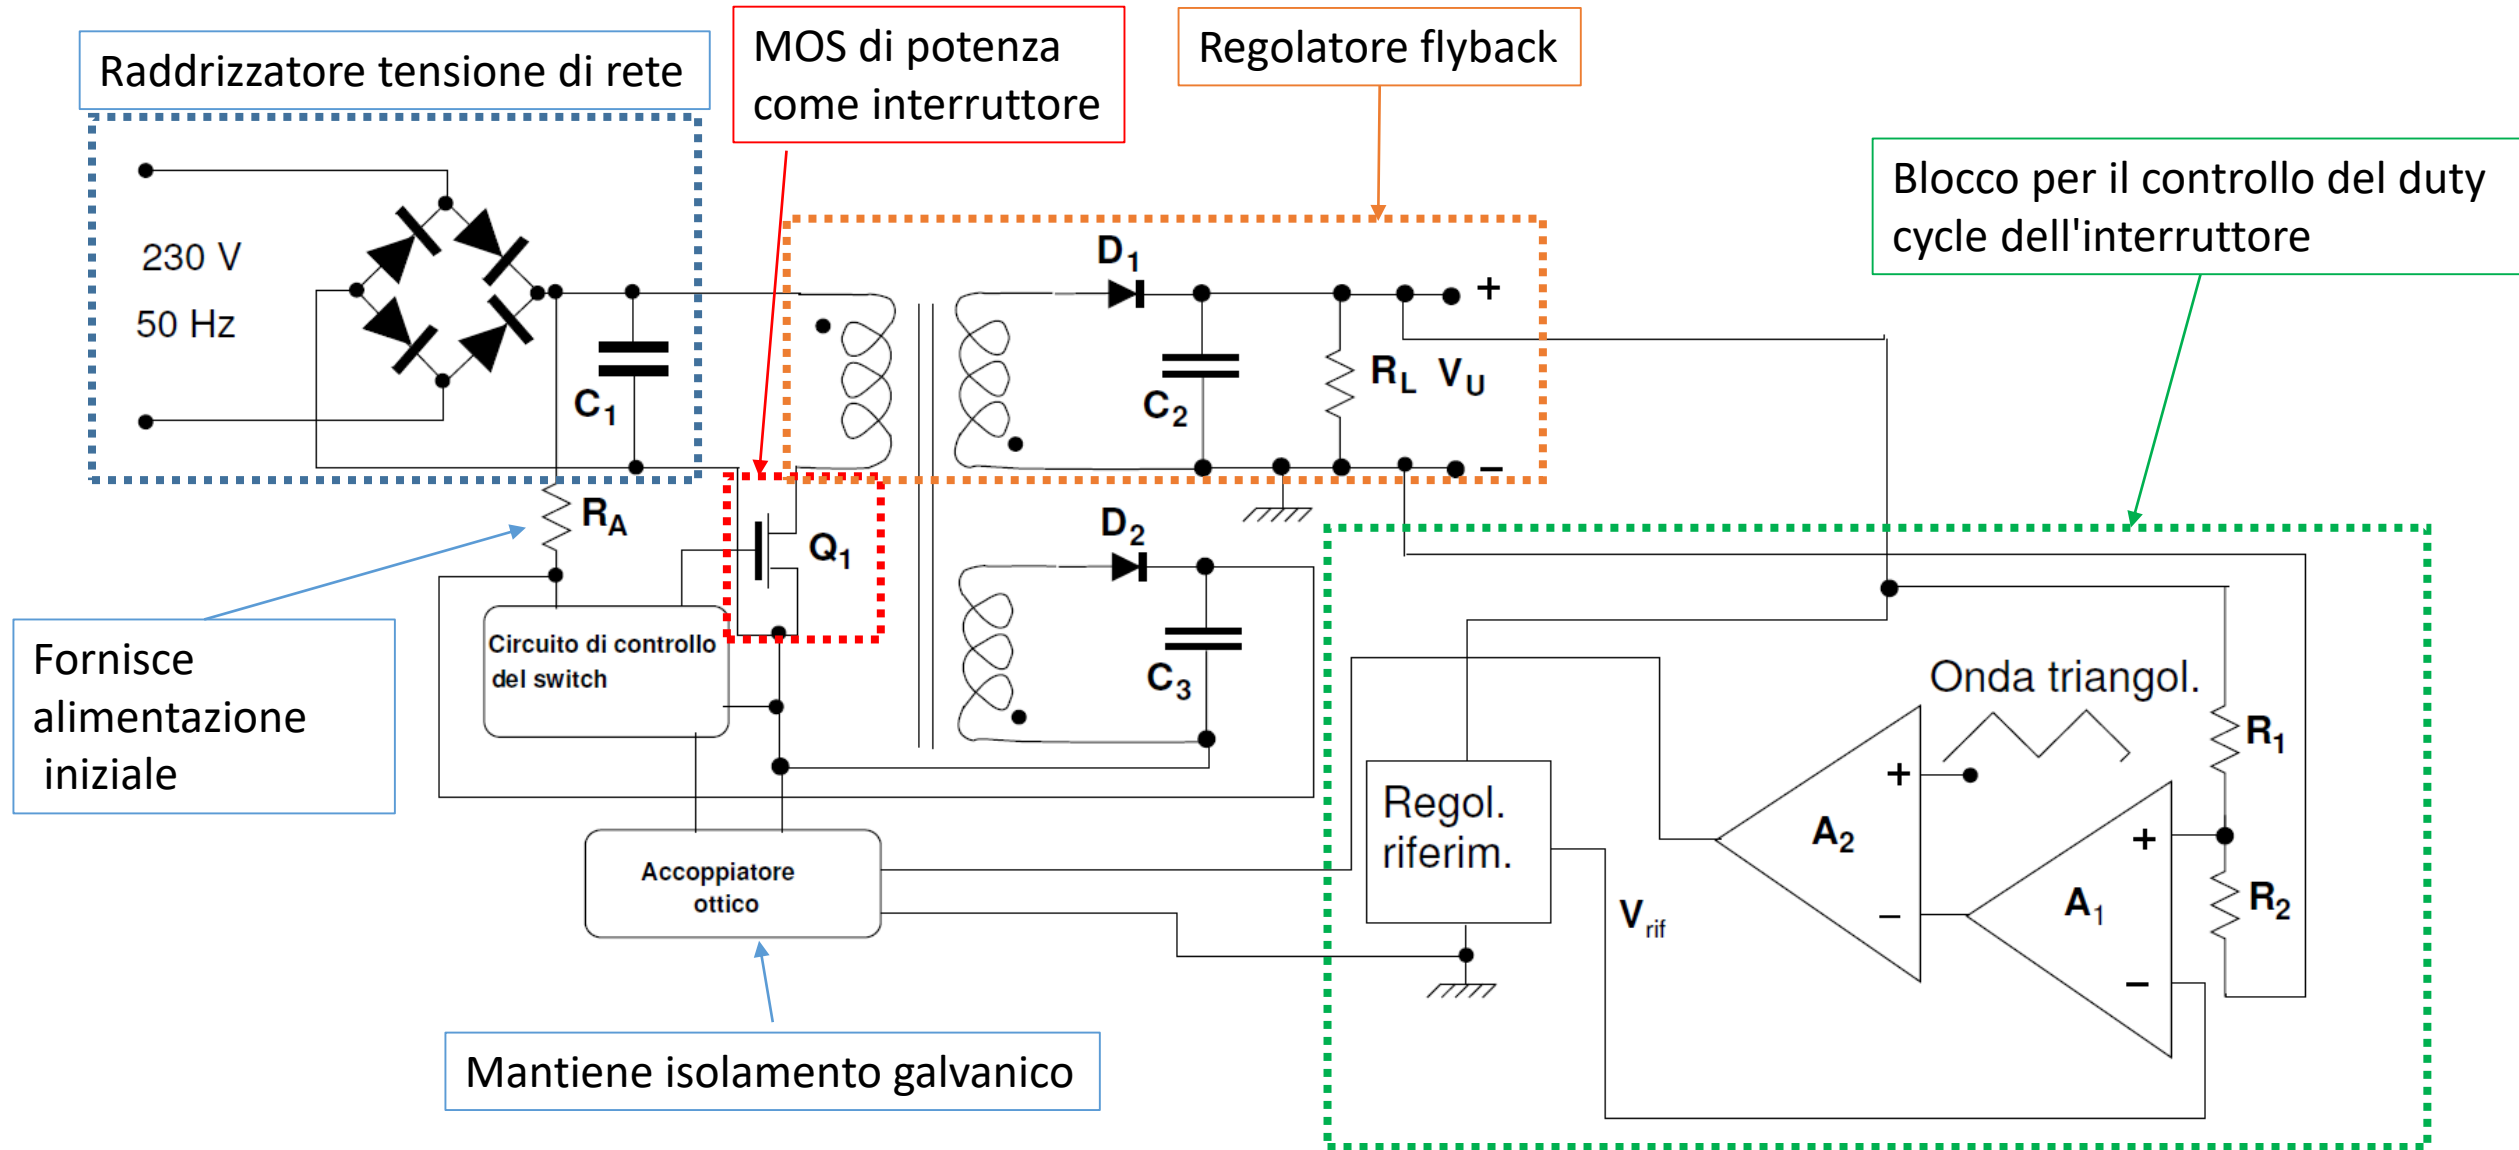 Raddrizzatore tensione di rete
MOS di potenza
come interruttore
Regolatore flyback
Blocco per il controllo del duty
cycle dell'interruttore
230 V
50 Hz
C1
D1
+
C2
RL
VU
–
RA
Q1
D2
C3
Circuito di controllo
del switch
Fornisce
alimentazione
iniziale
Onda triangol.
R1
Regol.
riferim.
+
A2
–
+
A1
–
R2
Vrif
Accoppiatore
ottico
Mantiene isolamento galvanico